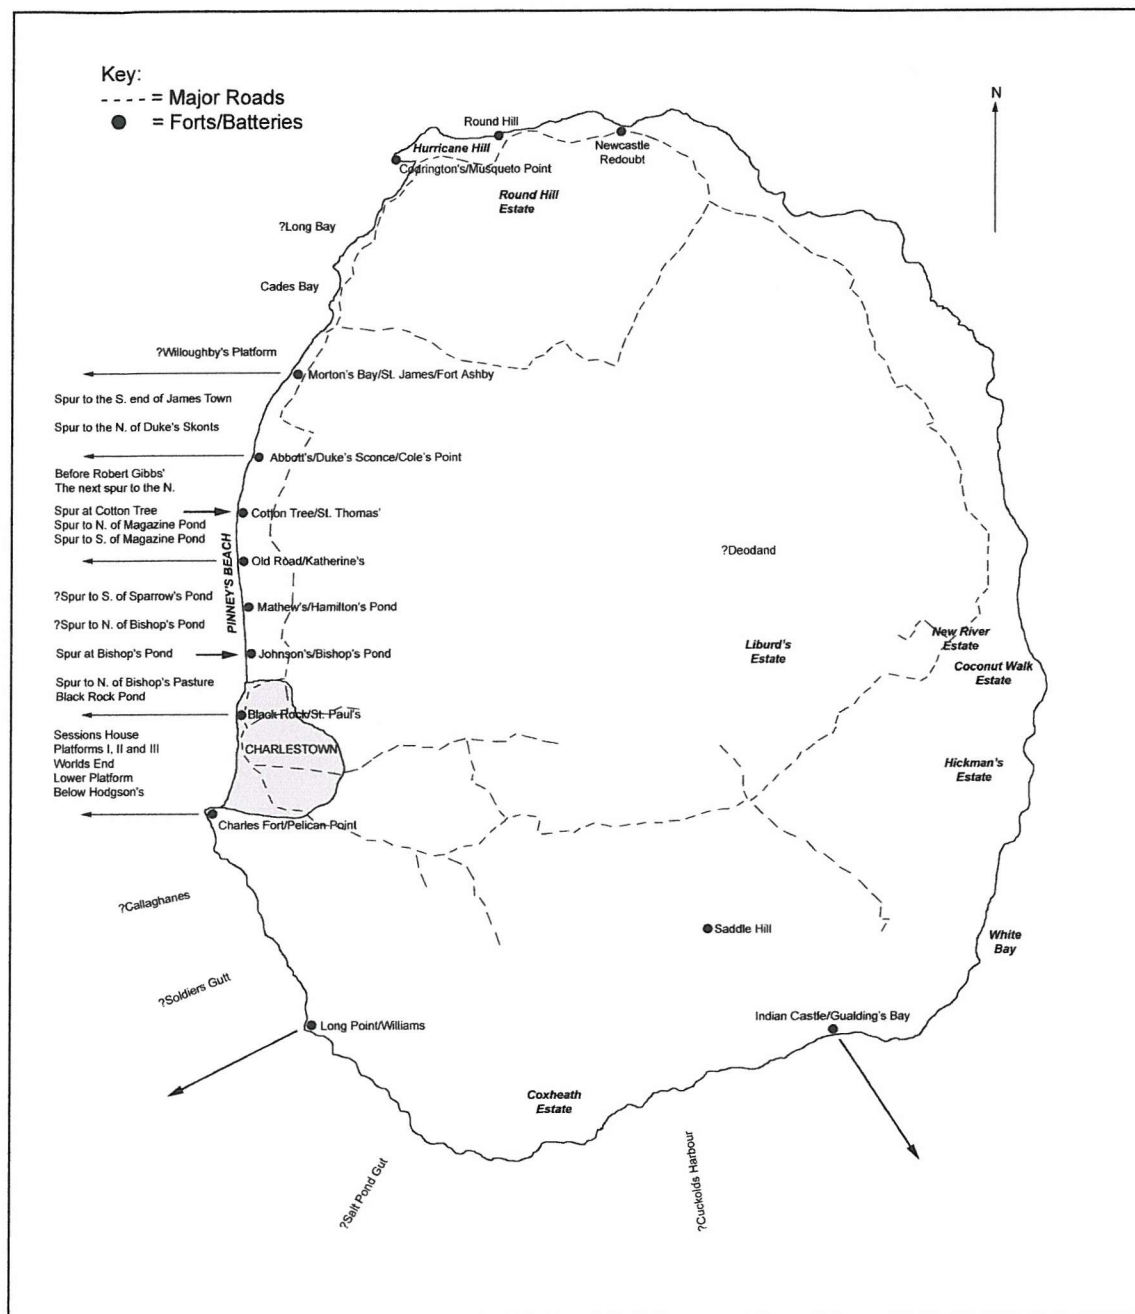 Key:
= Major Roads
= Forts/Batteries
N
Round Hill
Hurricane Hill
Newcastle
Redoubt
Codrington's/Musqueto Point
Round Hill
Estate
?Long Bay
Cades Bay
?Willoughby's Platform
Morton's Bay/St. James/Fort Ashby
Spur to the S. end of James Town
Spur to the N. of Duke's Skonts
Abbott's/Duke's Sconce/Cole's Point
Before Robert Gibbs'
The next spur to the N.
Spur at Cotton Tree
Cotton Tree/St. Thomas'
Spur to N. of Magazine Pond
Spur to S. of Magazine Pond
PINNEY'S BEACH
Old Road/Katherine's
?Deodand
?Spur to S. of Sparrow's Pond
Mathew's/Hamilton's Pond
?Spur to N. of Bishop's Pond
Spur at Bishop's Pond
Johnson's/Bishop's Pond
Liburd's
Estate
New River
Estate
Coconut Walk
Estate
Spur to N. of Bishop's Pasture
Black Rock Pond
Black Rock/St. Paul's
Sessions House
Platforms I, II and III
Worlds End
Lower Platform
Below Hodgson's
CHARLESTOWN
Hickman's
Estate
Charles Fort/Pelican Point
?Callaghanes
Saddle Hill
White
Bay
?Soldiers Gutt
Long Point/Williams
Indian Castle/Gualding's Bay
Coxheath
Estate
?Salt Pond Gut
?Cuckolds Harbour